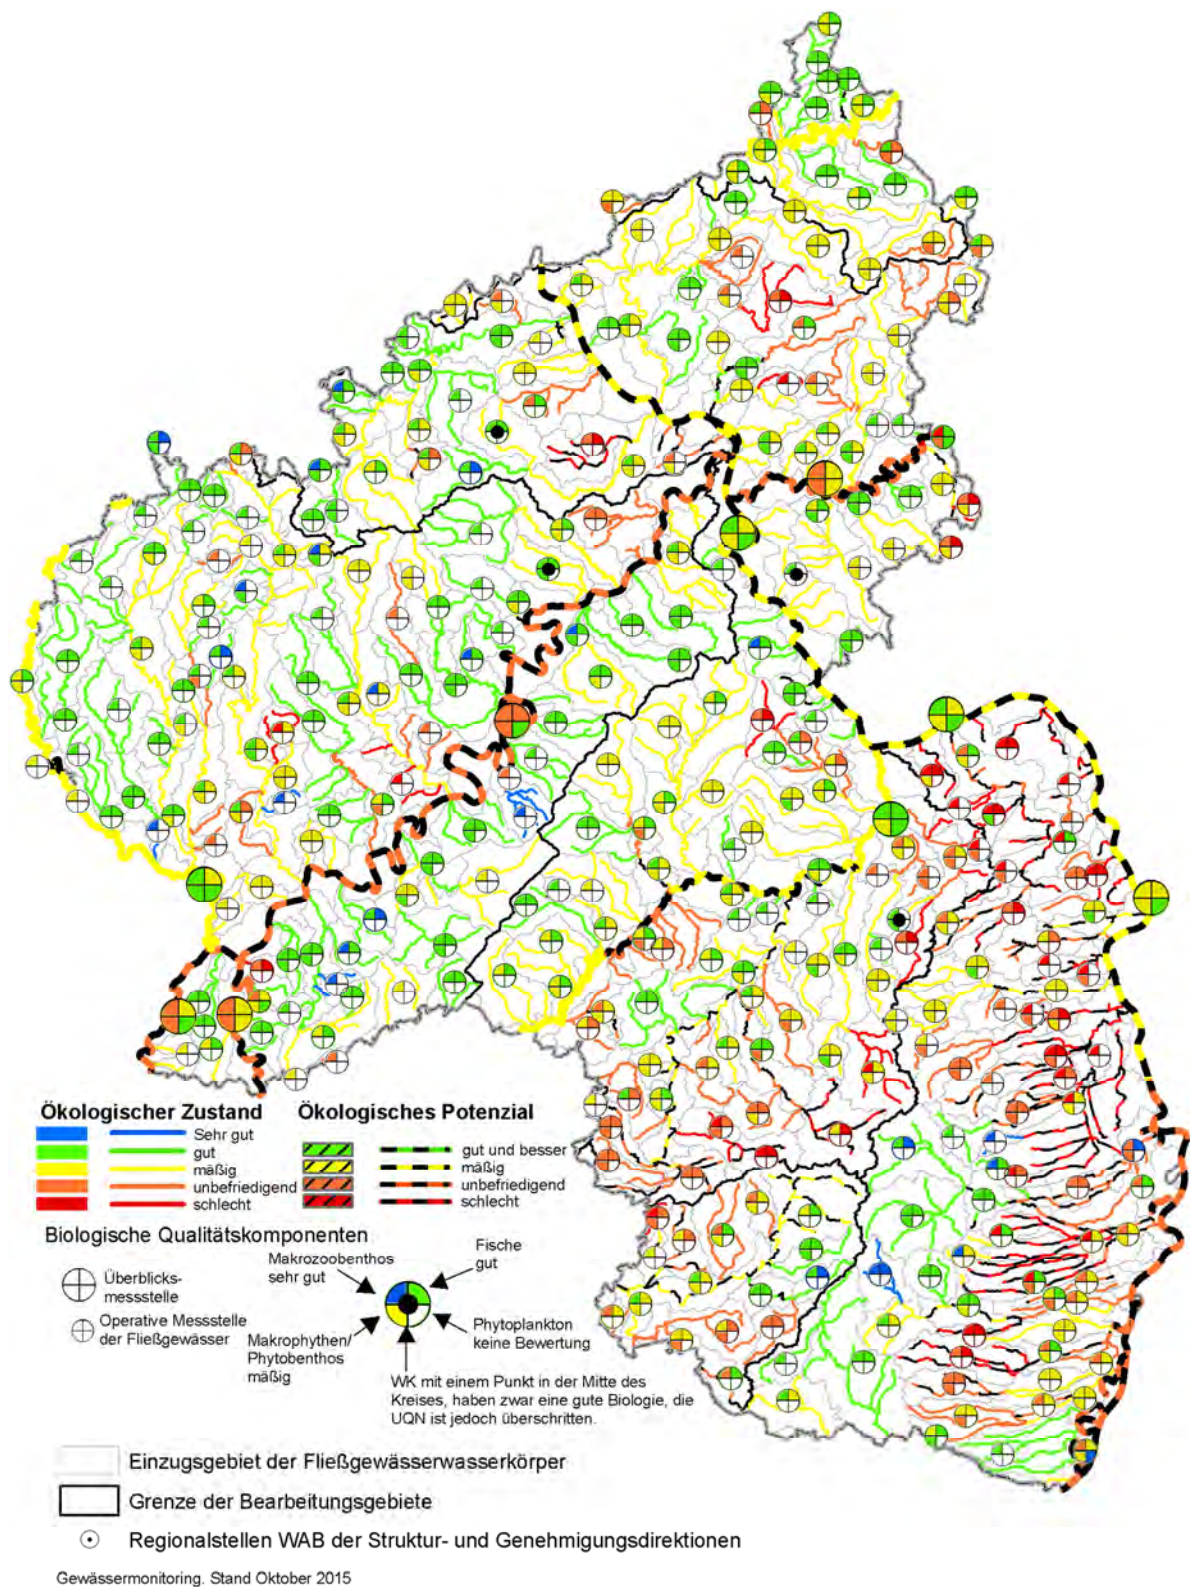 Ökologischer Zustand
Ökologisches Potenzial
Sehr gut
gut
mäßig
unbefriedigend
schlecht
gut und besser
mäßig
unbefriedigend
schlecht
Biologische Qualitätskomponenten
Überblicks-
messstelle
Operative Messstelle
der Fließgewässer
Makrozoobenthos
sehr gut
Fische
gut
Makrophythen/
Phytobenthos
mäßig
Phytoplankton
keine Bewertung
WK mit einem Punkt in der Mitte des
Kreises, haben zwar eine gute Biologie, die
UQN ist jedoch überschritten.
Einzugsgebiet der Fließgewässerwasserkörper
Grenze der Bearbeitungsgebiete
Regionalstellen WAB der Struktur- und Genehmigungsdirektionen
Gewässermonitoring. Stand Oktober 2015